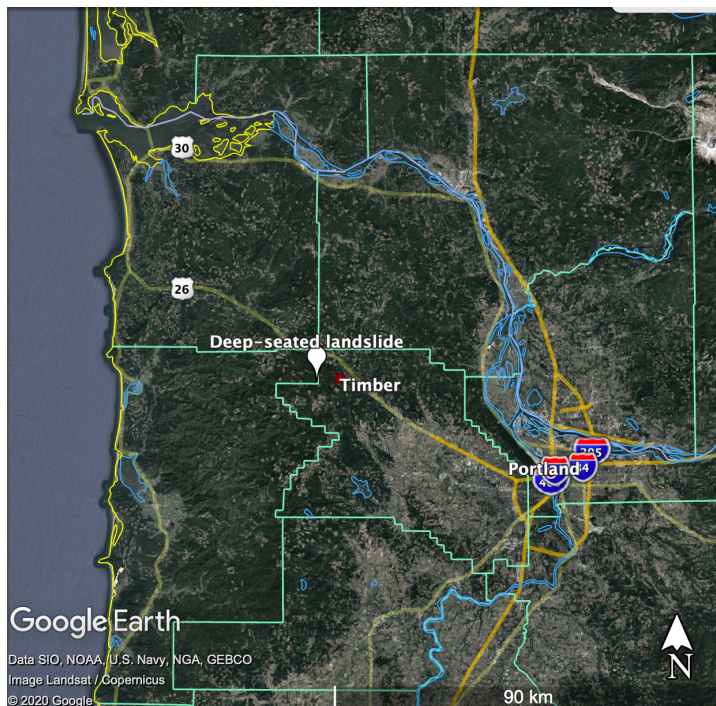 30
26
Deep-seated landslide
Timber
205
Portland
84
Google Earth
Data SIO, NOAA, U.S. Navy, NGA, GEBCO
Image Landsat / Copernicus
© 2020 Google
90 km
N